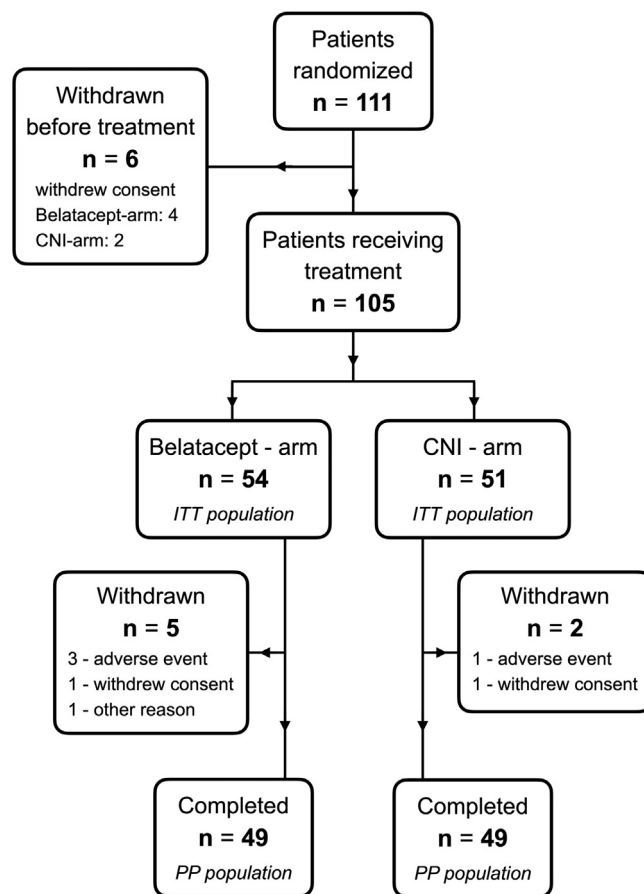 Patients
randomized
n = 111
Withdrawn
before treatment
n = 6
withdrew consent
Belatacept-arm: 4
CNI-arm: 2
Patients receiving
treatment
n = 105
Belatacept - arm
n = 54
ITT population
CNI - arm
n = 51
ITT population
Withdrawn
n = 5
3 - adverse event
1 - withdrew consent
1 - other reason
Withdrawn
n = 2
1 - adverse event
1 - withdrew consent
Completed
n = 49
PP population
Completed
n = 49
PP population